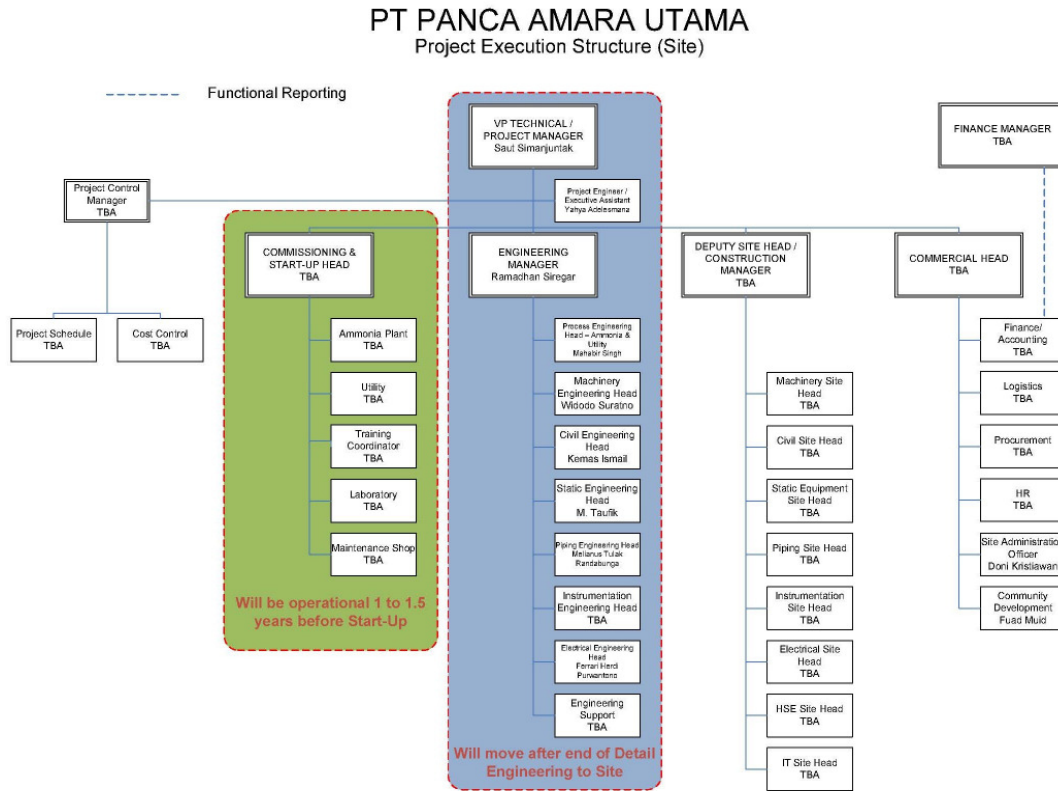 PT PANCA AMARA UTAMA
Project Execution Structure (Site)
Functional Reporting
VP TECHNICAL /
PROJECT MANAGER
Saut Simanjuntak
FINANCE MANAGER
TBA
Project Control
Manager
TBA
Project Engineer /
Executive Assistant
Yahya Adelesmana
COMMISSIONING &
START-UP HEAD
TBA
ENGINEERING
MANAGER
Ramadhan Siregar
DEPUTY SITE HEAD /
CONSTRUCTION
MANAGER
TBA
COMMERCIAL HEAD
TBA
Project Schedule
TBA
Cost Control
TBA
Ammonia Plant
TBA
Utility
TBA
Training
Coordinator
TBA
Laboratory
TBA
Maintenance Shop
TBA
Will be operational 1 to 1.5
years before Start-Up
Process Engineering
Head – Ammonia &
Utility
Mahabir Singh
Machinery
Engineering Head
Widodo Suratno
Civil Engineering
Head
Kemas Ismail
Static Engineering
Head
M. Taufik
Piping Engineering Head
Melianus Tulak
Randabunga
Instrumentation
Engineering Head
TBA
Electrical Engineering
Head
Ferrari Herdi
Purwantono
Engineering
Support
TBA
Will move after end of Detail
Engineering to Site
Machinery Site
Head
TBA
Civil Site Head
TBA
Static Equipment
Site Head
TBA
Piping Site Head
TBA
Instrumentation
Site Head
TBA
Electrical Site
Head
TBA
HSE Site Head
TBA
IT Site Head
TBA
Finance/
Accounting
TBA
Logistics
TBA
Procurement
TBA
HR
TBA
Site Administration
Officer
Doni Kristiawan
Community
Development
Fuad Muid